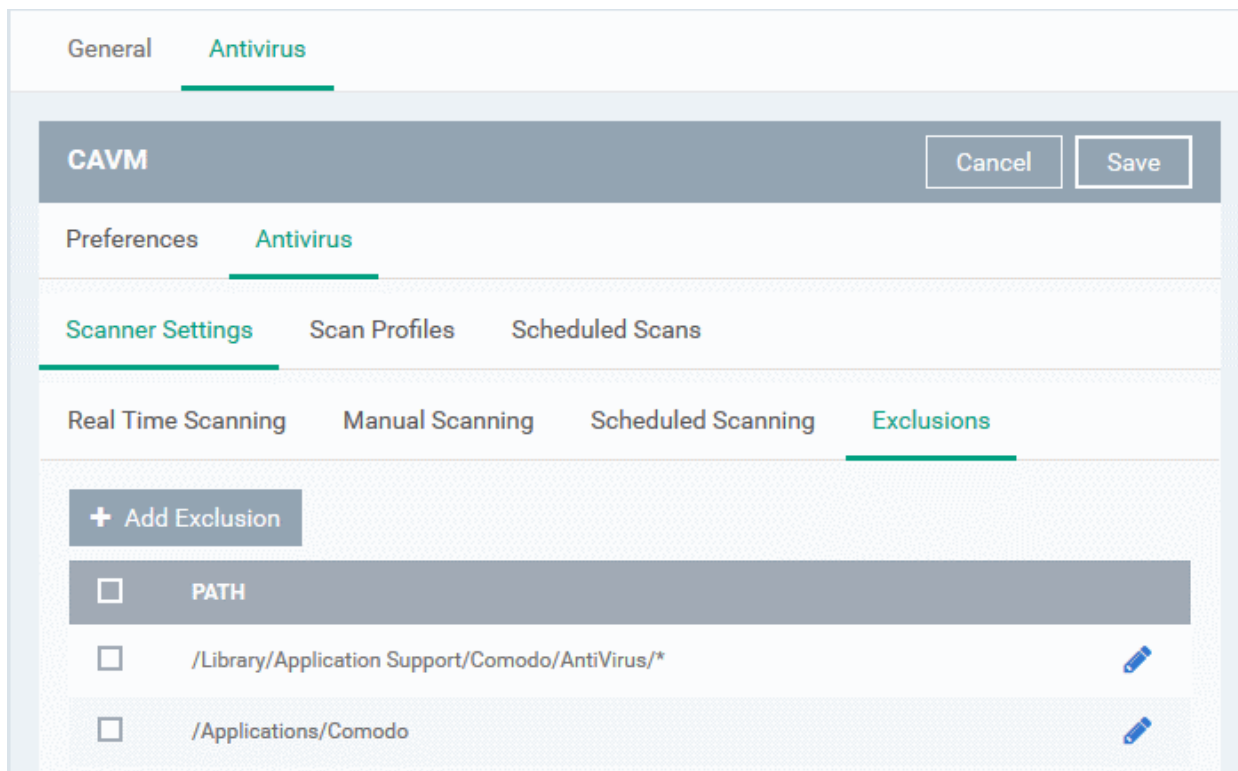 General Antivirus
CAVM Cancel Save
Preferences Antivirus
Scanner Settings Scan Profiles Scheduled Scans
Real Time Scanning Manual Scanning Scheduled Scanning Exclusions
+ Add Exclusion
PATH
/Library/Application Support/Comodo/AntiVirus/*
/Applications/Comodo